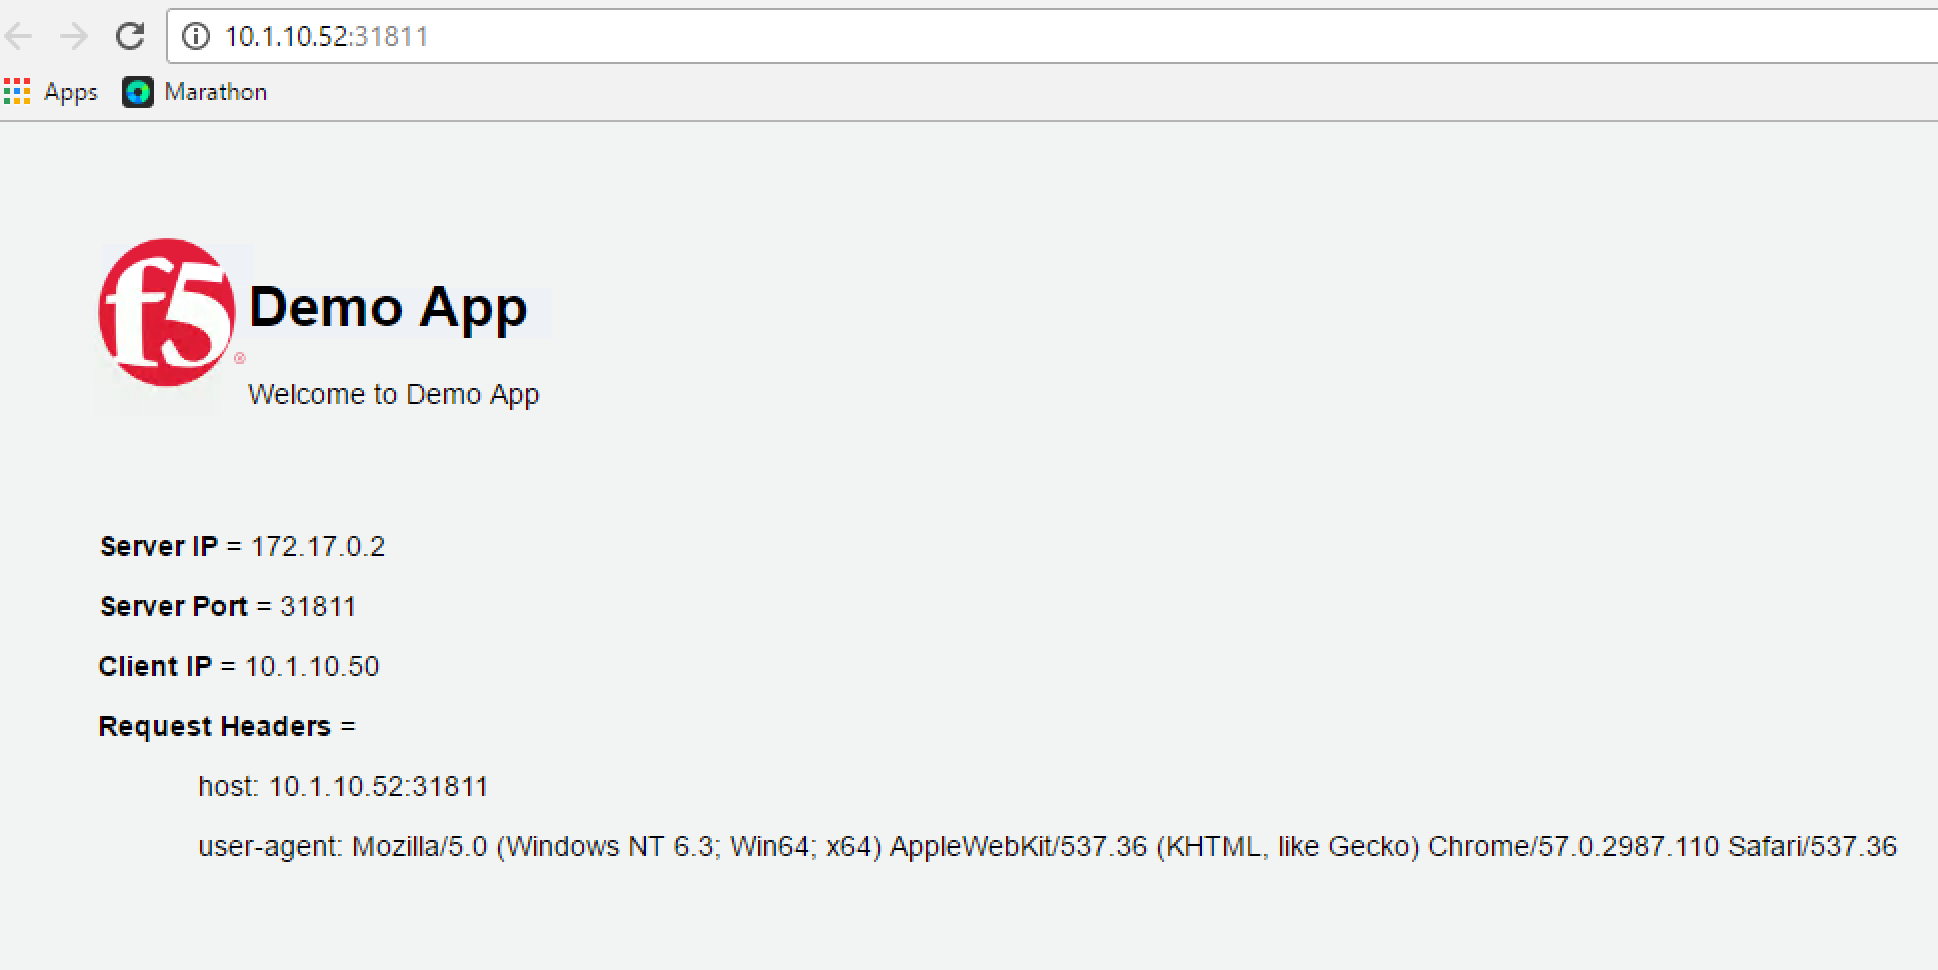 10.1.10.52:31811
Apps Marathon
f5 ®
Demo App
Welcome to Demo App
Server IP = 172.17.0.2
Server Port = 31811
Client IP = 10.1.10.50
Request Headers =
host: 10.1.10.52:31811
user-agent: Mozilla/5.0 (Windows NT 6.3; Win64; x64) AppleWebKit/537.36 (KHTML, like Gecko) Chrome/57.0.2987.110 Safari/537.36